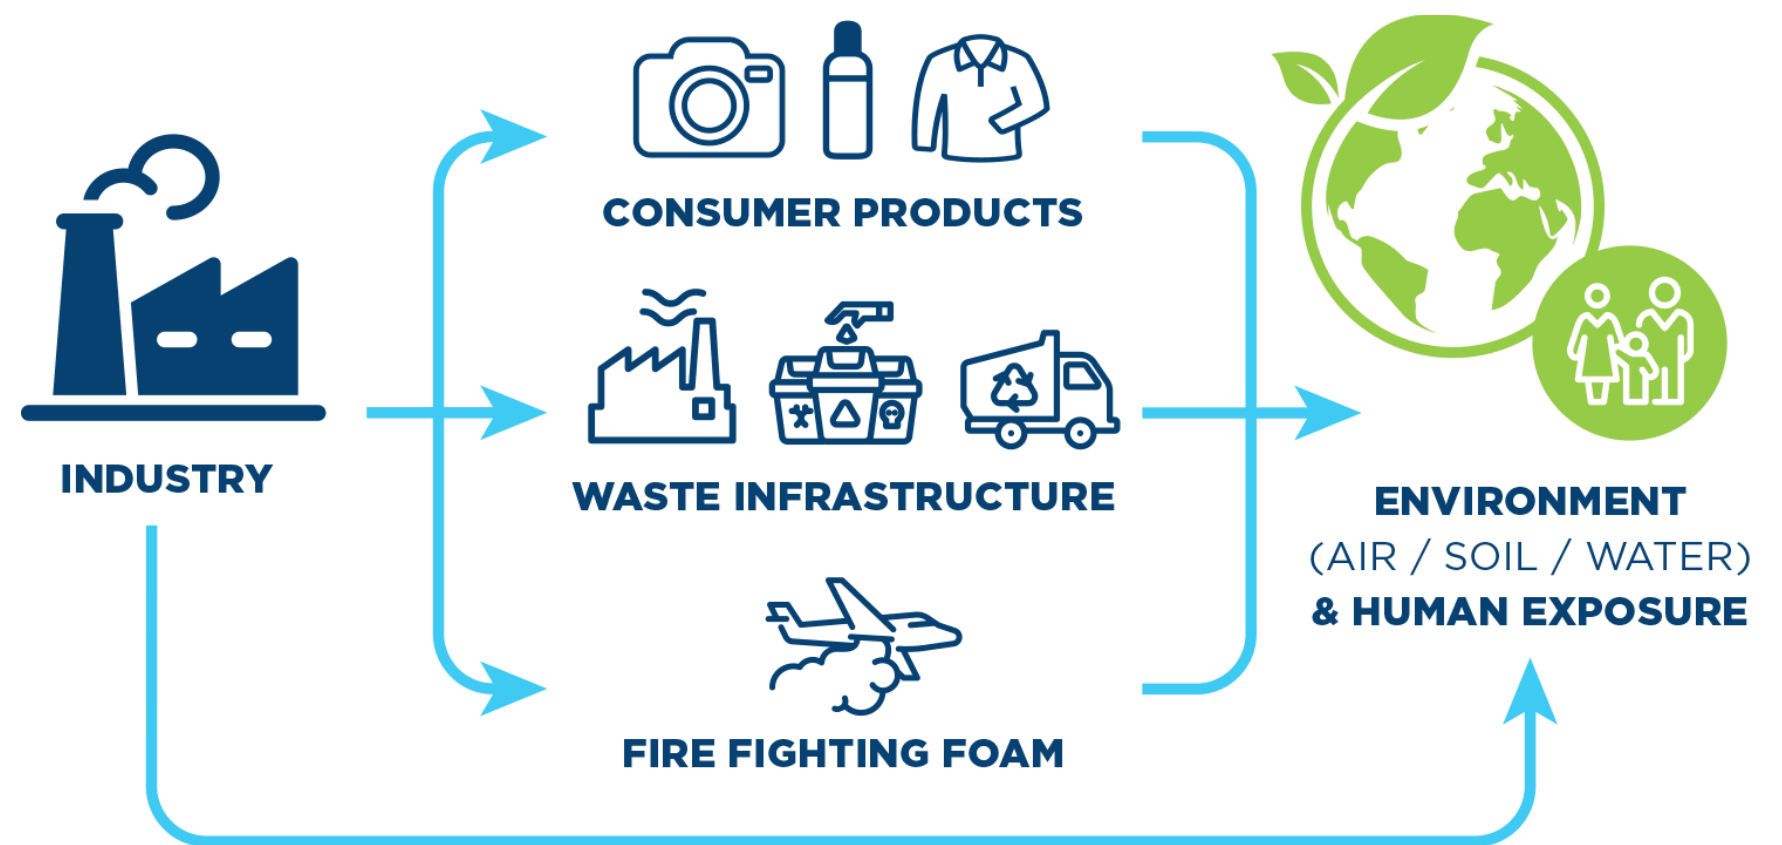 INDUSTRY
CONSUMER PRODUCTS
WASTE INFRASTRUCTURE
FIRE FIGHTING FOAM
ENVIRONMENT
(AIR / SOIL / WATER)
& HUMAN EXPOSURE